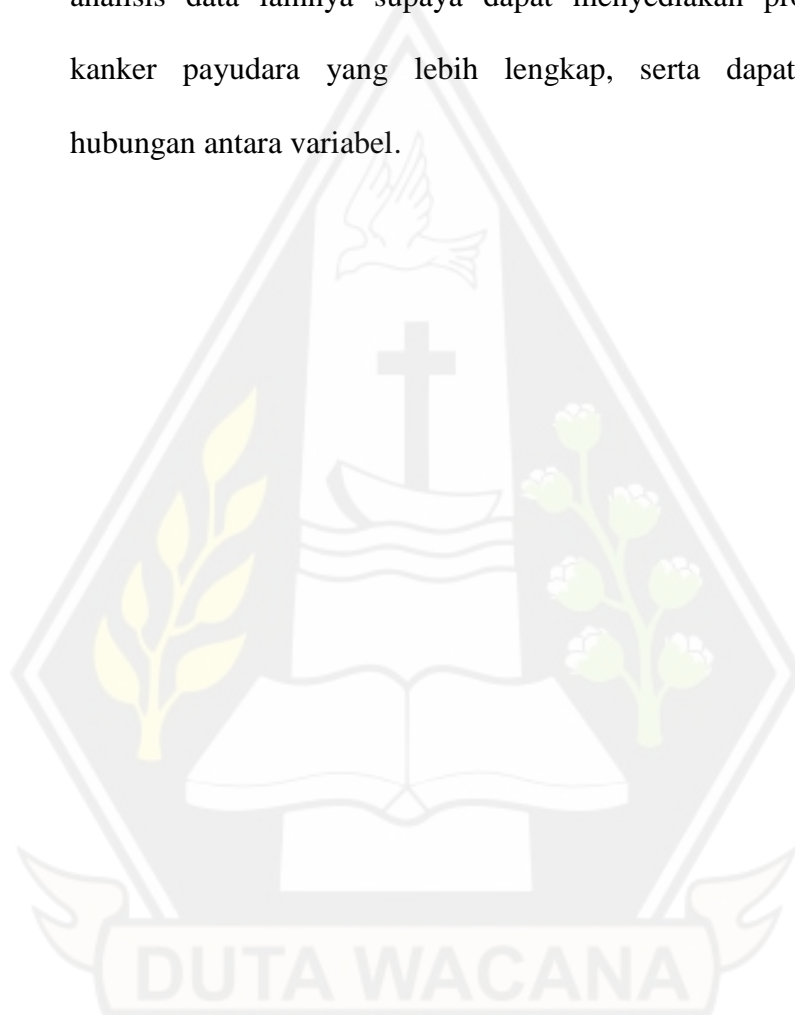 analisis data lainnya supaya dapat menyediakan
kanker payudara yang lebih lengkap, serta dapat
hubungan antara variabel.
DUTA WACANA